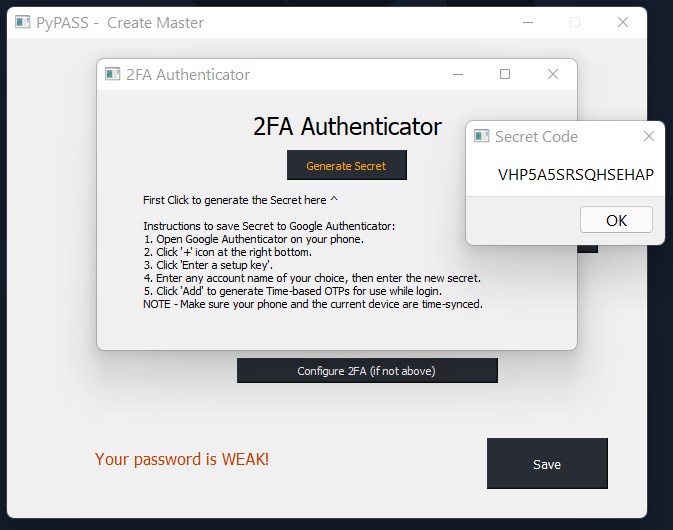 PyPASS - Create Master
2FA Authenticator
2FA Authenticator
Generate Secret
Secret Code
VHP5A5SRSQHSEHAP
OK
First Click to generate the Secret here ^
Instructions to save Secret to Google Authenticator:
1. Open Google Authenticator on your phone.
2. Click '+' icon at the right bottom.
3. Click 'Enter a setup key'.
4. Enter any account name of your choice, then enter the new secret.
5. Click 'Add' to generate Time-based OTPs for use while login.
NOTE - Make sure your phone and the current device are time-synced.
Configure 2FA (if not above)
Your password is WEAK!
Save